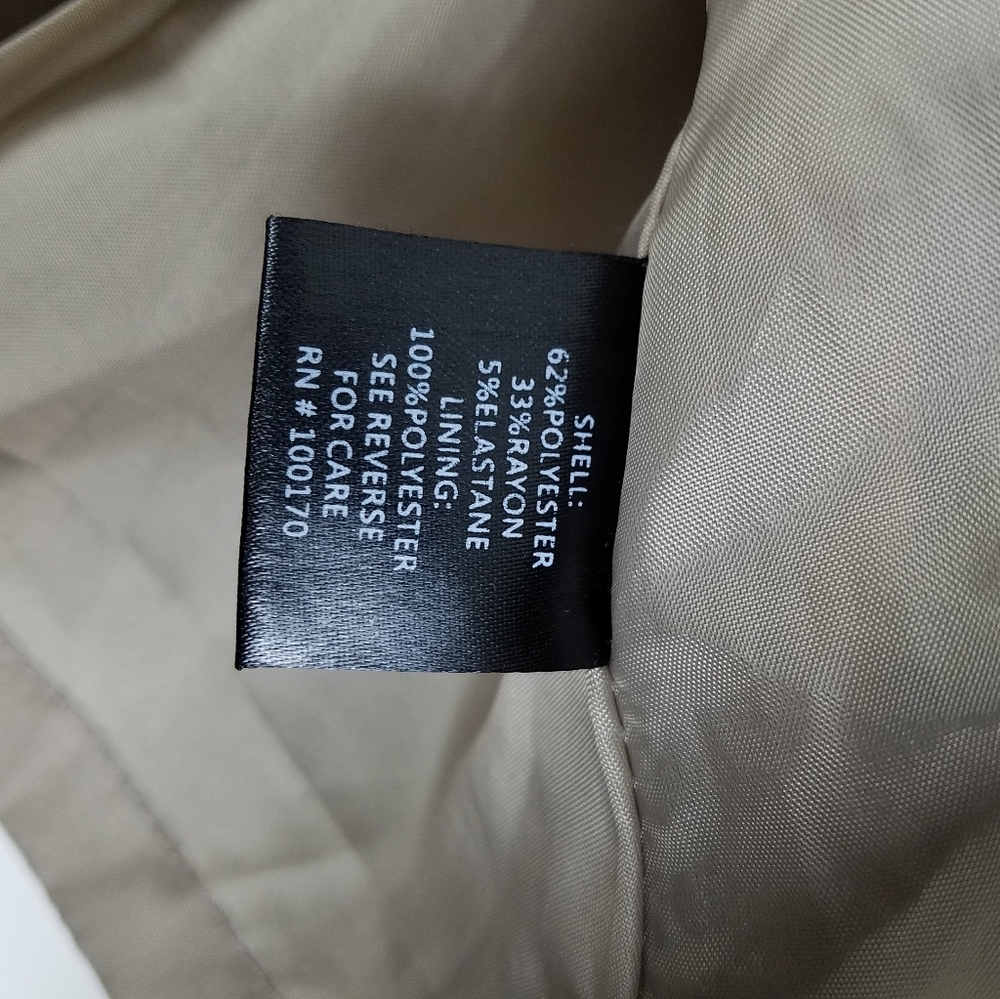 SHELL:
62%POLYESTER
33%RAYON
5%ELASTANE
LINING:
100%POLYESTER
SEE REVERSE
FOR CARE
RN # 100170